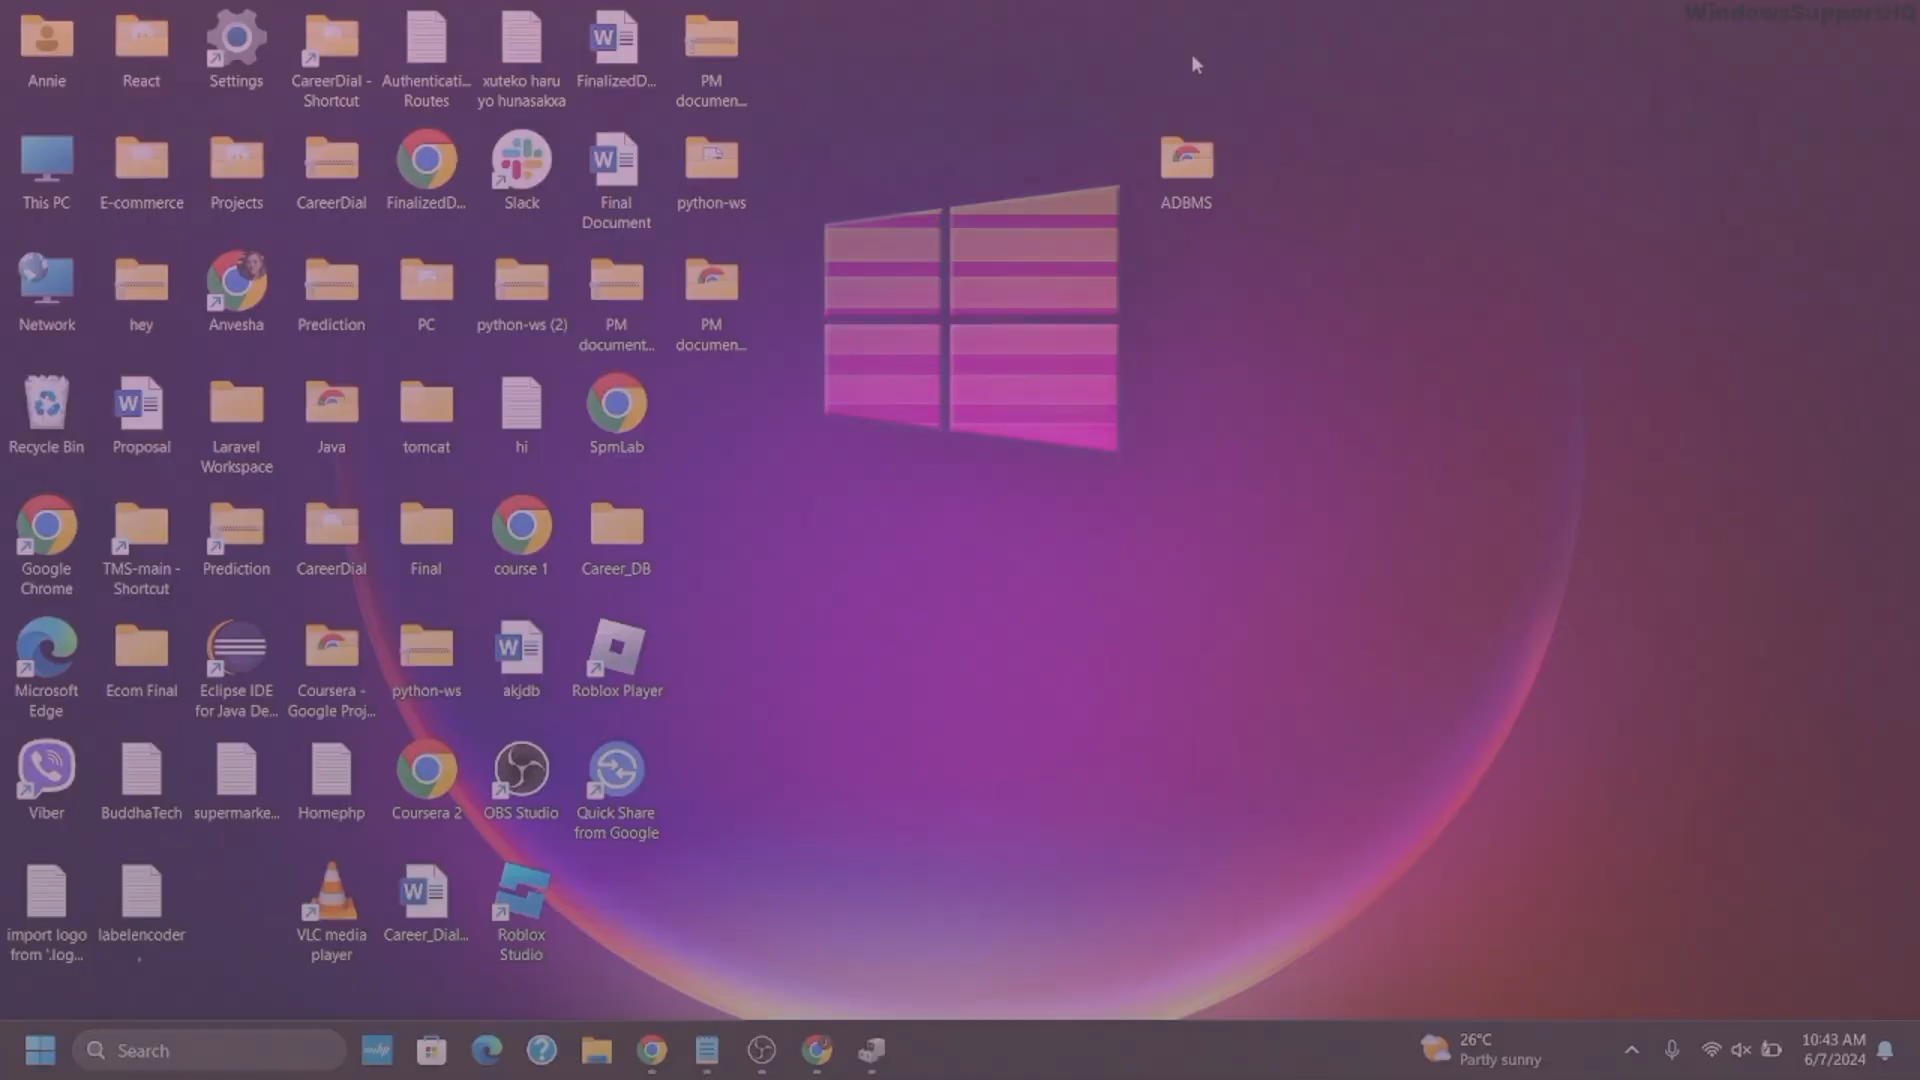 WindowsSupportHQ
Annie
React
Settings
CareerDial -
Shortcut
Authenticati...
Routes
xuteko haru
yo hunasakxa
FinalizedD...
PM
documen...
This PC
E-commerce
Projects
CareerDial
FinalizedD...
Slack
Final
Document
python-ws
ADBMS
Network
hey
Anvesha
Prediction
PC
python-ws (2)
PM
document...
PM
documen...
Recycle Bin
Proposal
Laravel
Workspace
Java
tomcat
hi
SpmLab
Google
Chrome
TMS-main -
Shortcut
Prediction
CareerDial
Final
course 1
Career_DB
Microsoft
Edge
Ecom Final
Eclipse IDE
for Java De...
Coursera -
Google Proj...
python-ws
akjdb
Roblox Player
Viber
BuddhaTech
supermarke...
Homephp
Coursera 2
OBS Studio
Quick Share
from Google
import logo
from '.log...
labelencoder
,
VLC media
player
Career_Dial...
Roblox
Studio
Search
mhp
26°C
Partly sunny
10:43 AM
6/7/2024